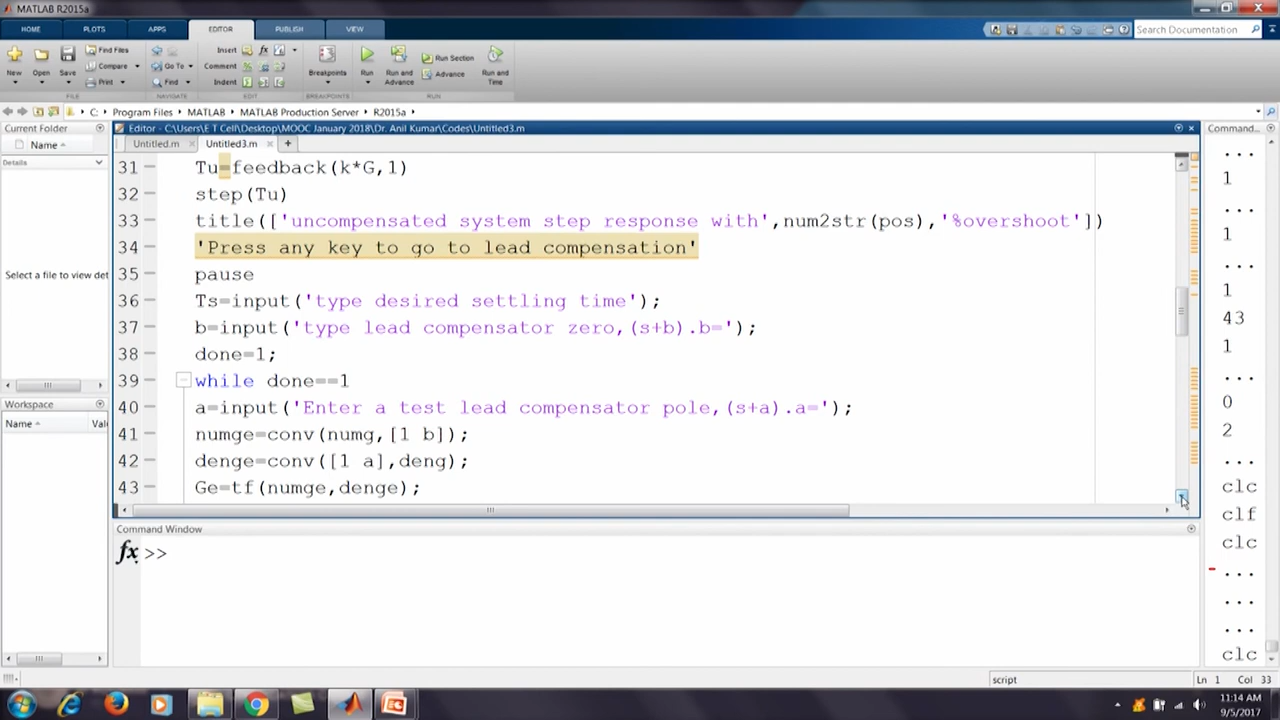 MATLAB R2015a
HOME PLOTS APPS EDITOR PUBLISH VIEW
Search Documentation
New Open Save Find Files Compare Print Go To Find Insert fx Comment Indent Breakpoints Run Run and Advance Run Section Advance Run and Time
FILE NAVIGATE EDIT BREAKPOINTS RUN
C: Program Files MATLAB MATLAB Production Server R2015a
Current Folder
Name
Details
Select a file to view det
Workspace
Name Val
Editor - C:\Users\E T Cell\Desktop\MOOC January 2018\Dr. Anil Kumar\Codes\Untitled3.m
Untitled.m Untitled3.m
31 Tu=feedback(k*G,1)
32 step(Tu)
33 title(['uncompensated system step response with',num2str(pos),'%overshoot'])
34 'Press any key to go to lead compensation'
35 pause
36 Ts=input('type desired settling time');
37 b=input('type lead compensator zero,(s+b).b=');
38 done=1;
39 while done==1
40 a=input('Enter a test lead compensator pole,(s+a).a=');
41 numge=conv(numg,[1 b]);
42 denge=conv([1 a],deng);
43 Ge=tf(numge,denge);
Command Window
fx >>
Command...
...
1
...
1
...
1
43
1
...
0
2
...
clc
clf
clc
...
...
...
clc
script Ln 1 Col 33
11:14 AM
9/5/2017